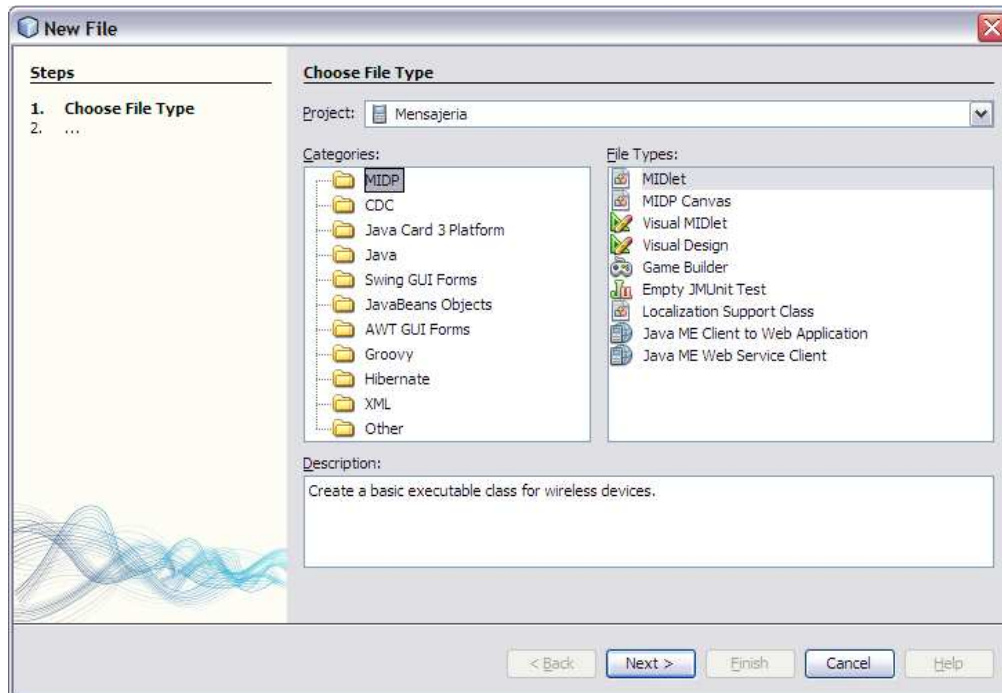 New File
Steps
1. Choose File Type
2. ...
Choose File Type
Project: Mensajeria
Categories:
MIDP
CDC
Java Card 3 Platform
Java
Swing GUI Forms
JavaBeans Objects
AWT GUI Forms
Groovy
Hibernate
XML
Other
File Types:
MIDlet
MIDP Canvas
Visual MIDlet
Visual Design
Game Builder
Empty JMUnit Test
Localization Support Class
Java ME Client to Web Application
Java ME Web Service Client
Description:
Create a basic executable class for wireless devices.
< Back Next > Finish Cancel Help